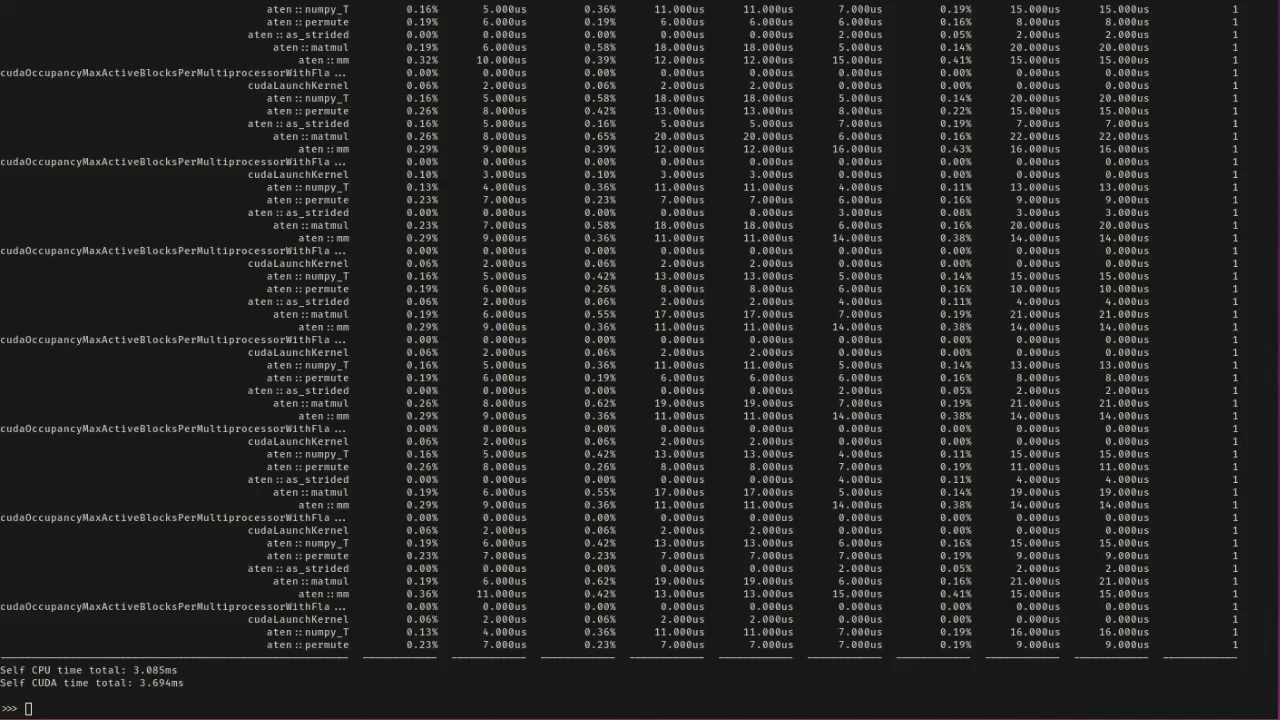 aten::numpy_T 0.16% 5.000us 0.36% 11.000us 11.000us 7.000us 0.19% 15.000us 15.000us 1
aten::permute 0.19% 6.000us 0.19% 6.000us 6.000us 6.000us 0.16% 8.000us 8.000us 1
aten::as_strided 0.00% 0.000us 0.00% 0.000us 0.000us 2.000us 0.05% 2.000us 2.000us 1
aten::matmul 0.19% 6.000us 0.58% 18.000us 18.000us 5.000us 0.14% 20.000us 20.000us 1
aten::mm 0.32% 10.000us 0.39% 12.000us 12.000us 15.000us 0.41% 15.000us 15.000us 1
cudaOccupancyMaxActiveBlocksPerMultiprocessorWithFla ... 0.00% 0.000us 0.00% 0.000us 0.000us 0.000us 0.00% 0.000us 0.000us 1
cudaLaunchKernel 0.06% 2.000us 0.06% 2.000us 2.000us 0.000us 0.00% 0.000us 0.000us 1
aten::numpy_T 0.16% 5.000us 0.58% 18.000us 18.000us 5.000us 0.14% 20.000us 20.000us 1
aten::permute 0.26% 8.000us 0.42% 13.000us 13.000us 8.000us 0.22% 15.000us 15.000us 1
aten::as_strided 0.16% 5.000us 0.16% 5.000us 5.000us 7.000us 0.19% 7.000us 7.000us 1
aten::matmul 0.26% 8.000us 0.65% 20.000us 20.000us 6.000us 0.16% 22.000us 22.000us 1
aten::mm 0.29% 9.000us 0.39% 12.000us 12.000us 16.000us 0.43% 16.000us 16.000us 1
cudaOccupancyMaxActiveBlocksPerMultiprocessorWithFla ... 0.00% 0.000us 0.00% 0.000us 0.000us 0.000us 0.00% 0.000us 0.000us 1
cudaLaunchKernel 0.10% 3.000us 0.10% 3.000us 3.000us 0.000us 0.00% 0.000us 0.000us 1
aten::numpy_T 0.13% 4.000us 0.36% 11.000us 11.000us 4.000us 0.11% 13.000us 13.000us 1
aten::permute 0.23% 7.000us 0.23% 7.000us 7.000us 6.000us 0.16% 9.000us 9.000us 1
aten::as_strided 0.00% 0.000us 0.00% 0.000us 0.000us 3.000us 0.08% 3.000us 3.000us 1
aten::matmul 0.23% 7.000us 0.58% 18.000us 18.000us 6.000us 0.16% 20.000us 20.000us 1
aten::mm 0.29% 9.000us 0.36% 11.000us 11.000us 14.000us 0.38% 14.000us 14.000us 1
cudaOccupancyMaxActiveBlocksPerMultiprocessorWithFla ... 0.00% 0.000us 0.00% 0.000us 0.000us 0.000us 0.00% 0.000us 0.000us 1
cudaLaunchKernel 0.06% 2.000us 0.06% 2.000us 2.000us 0.000us 0.00% 0.000us 0.000us 1
aten::numpy_T 0.16% 5.000us 0.42% 13.000us 13.000us 5.000us 0.14% 15.000us 15.000us 1
aten::permute 0.19% 6.000us 0.26% 8.000us 8.000us 6.000us 0.16% 10.000us 10.000us 1
aten::as_strided 0.06% 2.000us 0.06% 2.000us 2.000us 4.000us 0.11% 4.000us 4.000us 1
aten::matmul 0.19% 6.000us 0.55% 17.000us 17.000us 7.000us 0.19% 21.000us 21.000us 1
aten::mm 0.29% 9.000us 0.36% 11.000us 11.000us 14.000us 0.38% 14.000us 14.000us 1
cudaOccupancyMaxActiveBlocksPerMultiprocessorWithFla ... 0.00% 0.000us 0.00% 0.000us 0.000us 0.000us 0.00% 0.000us 0.000us 1
cudaLaunchKernel 0.06% 2.000us 0.06% 2.000us 2.000us 0.000us 0.00% 0.000us 0.000us 1
aten::numpy_T 0.16% 5.000us 0.36% 11.000us 11.000us 5.000us 0.14% 13.000us 13.000us 1
aten::permute 0.19% 6.000us 0.19% 6.000us 6.000us 6.000us 0.16% 8.000us 8.000us 1
aten::as_strided 0.00% 0.000us 0.00% 0.000us 0.000us 2.000us 0.05% 2.000us 2.000us 1
aten::matmul 0.26% 8.000us 0.62% 19.000us 19.000us 7.000us 0.19% 21.000us 21.000us 1
aten::mm 0.29% 9.000us 0.36% 11.000us 11.000us 14.000us 0.38% 14.000us 14.000us 1
cudaOccupancyMaxActiveBlocksPerMultiprocessorWithFla ... 0.00% 0.000us 0.00% 0.000us 0.000us 0.000us 0.00% 0.000us 0.000us 1
cudaLaunchKernel 0.06% 2.000us 0.06% 2.000us 2.000us 0.000us 0.00% 0.000us 0.000us 1
aten::numpy_T 0.16% 5.000us 0.42% 13.000us 13.000us 4.000us 0.11% 15.000us 15.000us 1
aten::permute 0.26% 8.000us 0.26% 8.000us 8.000us 7.000us 0.19% 11.000us 11.000us 1
aten::as_strided 0.00% 0.000us 0.00% 0.000us 0.000us 4.000us 0.11% 4.000us 4.000us 1
aten::matmul 0.19% 6.000us 0.55% 17.000us 17.000us 5.000us 0.14% 19.000us 19.000us 1
aten::mm 0.29% 9.000us 0.36% 11.000us 11.000us 14.000us 0.38% 14.000us 14.000us 1
cudaOccupancyMaxActiveBlocksPerMultiprocessorWithFla ... 0.00% 0.000us 0.00% 0.000us 0.000us 0.000us 0.00% 0.000us 0.000us 1
cudaLaunchKernel 0.06% 2.000us 0.06% 2.000us 2.000us 0.000us 0.00% 0.000us 0.000us 1
aten::numpy_T 0.19% 6.000us 0.42% 13.000us 13.000us 6.000us 0.16% 15.000us 15.000us 1
aten::permute 0.23% 7.000us 0.23% 7.000us 7.000us 7.000us 0.19% 9.000us 9.000us 1
aten::as_strided 0.00% 0.000us 0.00% 0.000us 0.000us 2.000us 0.05% 2.000us 2.000us 1
aten::matmul 0.19% 6.000us 0.62% 19.000us 19.000us 6.000us 0.16% 21.000us 21.000us 1
aten::mm 0.36% 11.000us 0.42% 13.000us 13.000us 15.000us 0.41% 15.000us 15.000us 1
cudaOccupancyMaxActiveBlocksPerMultiprocessorWithFla ... 0.00% 0.000us 0.00% 0.000us 0.000us 0.000us 0.00% 0.000us 0.000us 1
cudaLaunchKernel 0.06% 2.000us 0.06% 2.000us 2.000us 0.000us 0.00% 0.000us 0.000us 1
aten::numpy_T 0.13% 4.000us 0.36% 11.000us 11.000us 7.000us 0.19% 16.000us 16.000us 1
aten::permute 0.23% 7.000us 0.23% 7.000us 7.000us 7.000us 0.19% 9.000us 9.000us 1
Self CPU time total: 3.085ms
Self CUDA time total: 3.694ms
>>>